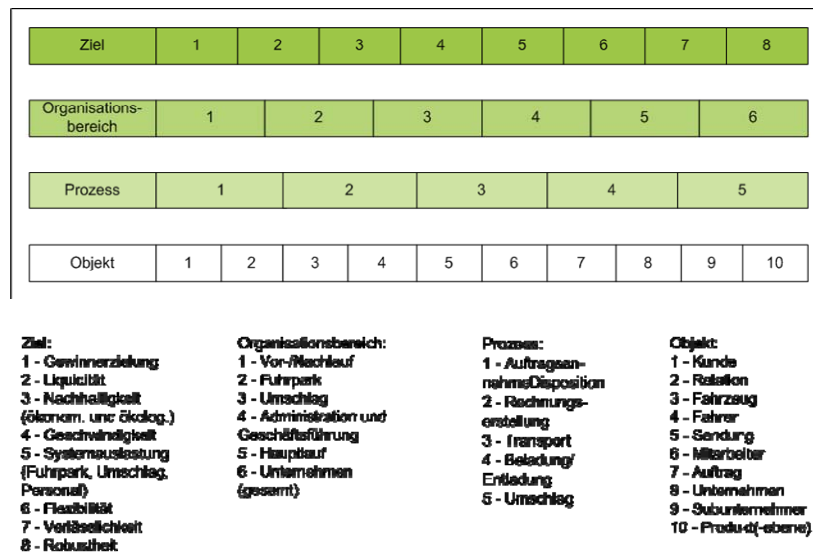 Ziel 1 2 3 4 5 6 7 8
Organisations-
bereich 1 2 3 4 5 6
Prozess 1 2 3 4 5
Objekt 1 2 3 4 5 6 7 8 9 10
Ziel:
1 - Gewinnerzielung
2 - Liquidität
3 - Nachhaltigkeit
(ökonom. und ökolog.)
4 - Geschwindigkeit
5 - Systemauslastung
(Fuhrpark, Umschlag,
Personal)
6 - Flexibilität
7 - Verlässlichkeit
8 - Robustheit
Organisationsbereich:
1 - Vor-/Nachlauf
2 - Fuhrpark
3 - Umschlag
4 - Administration und
Geschäftsführung
5 - Hauptlauf
6 - Unternehmen
(gesamt)
Prozess:
1 - Auftragsan-
nahmeDisposition
2 - Rechnungs-
erstellung
3 - Transport
4 - Beladung/
Entladung
5 - Umschlag
Objekt:
1 - Kunde
2 - Relation
3 - Fahrzeug
4 - Fahrer
5 - Sendung
6 - Mitarbeiter
7 - Auftrag
8 - Unternehmen
9 - Subunternehmer
10 - Produkt(-ebene)